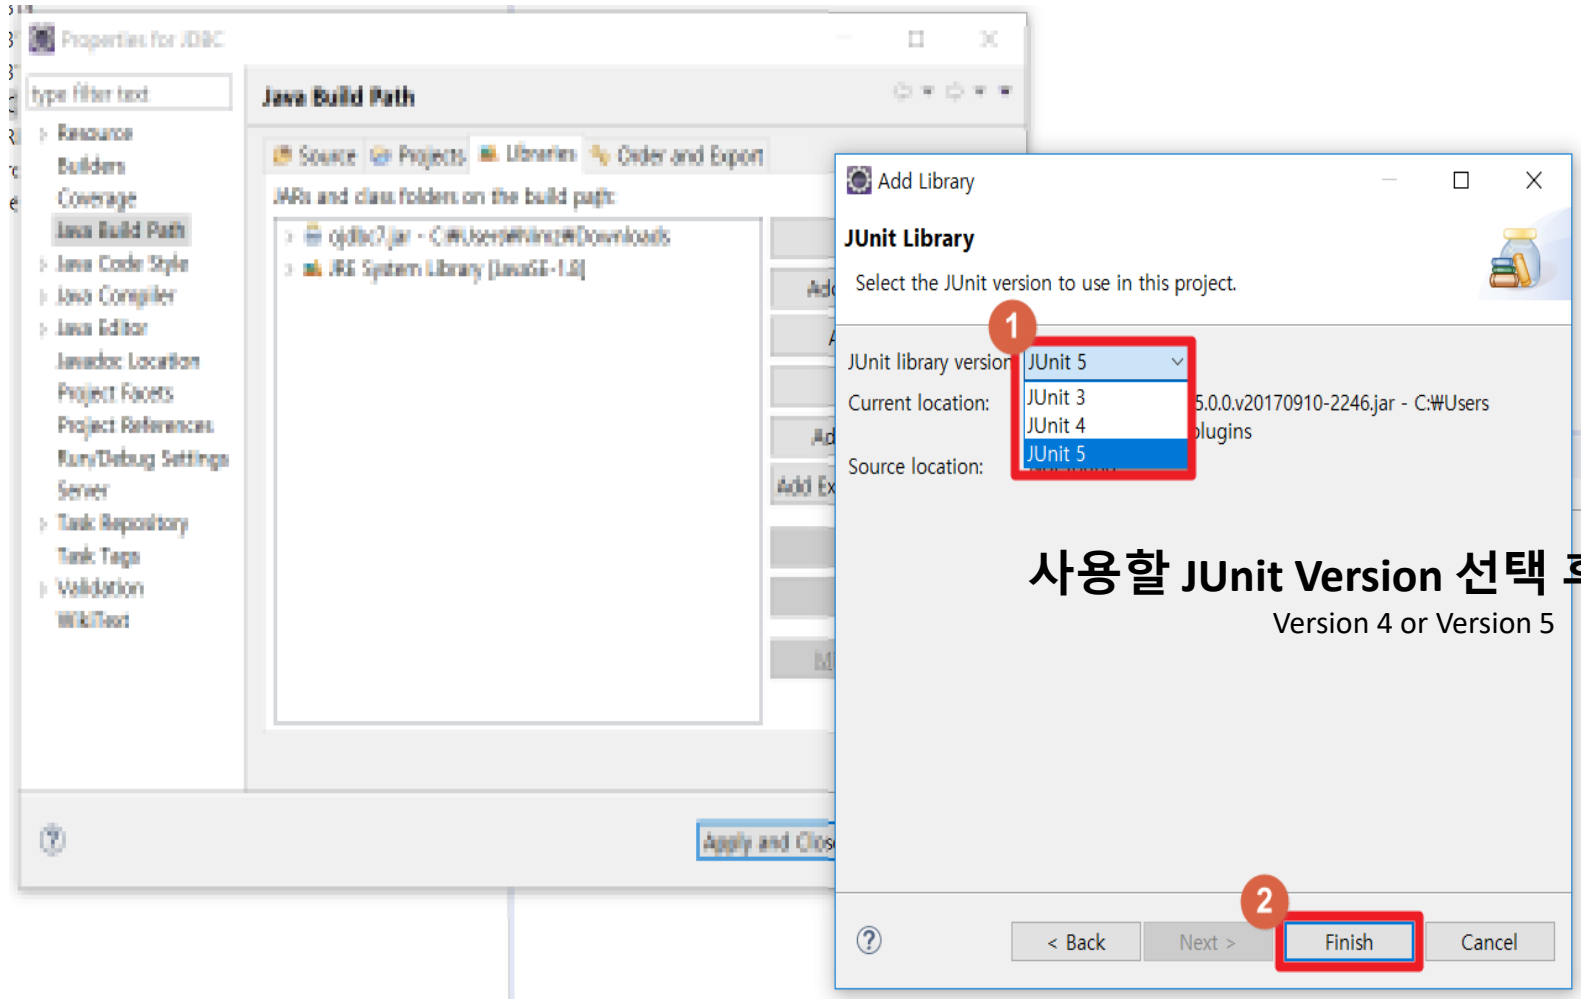 Properties for JDBC
type filter text
Resource
Builders
Coverage
Java Build Path
Java Code Style
Java Compiler
Java Editor
Javadoc Location
Project Facets
Project References
Run/Debug Settings
Server
Task Repository
Task Tags
Validation
WikiText
Java Build Path
Source Projects Libraries Order and Export
JARs and class folders on the build path:
ojdbc7.jar -
JRE System Library [JavaSE-1.8]
Apply and Close
Add Library
JUnit Library
Select the JUnit version to use in this project.
1
JUnit library version JUnit 5
JUnit 3
JUnit 4
JUnit 5
Current location: 5.0.0.v20170910-2246.jar - C:₩Users
plugins
Source location:
사용할 JUnit Version 선택
Version 4 or Version 5
2
< Back Next > Finish Cancel